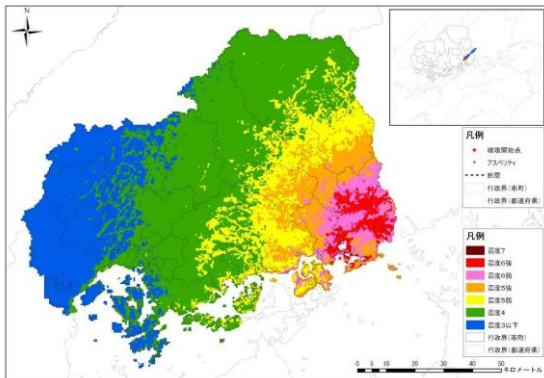 N
凡例
破壊開始点
アスペリティ
断層
行政界(市町)
行政界(都道府県)
凡例
震度7
震度6強
震度6弱
震度5強
震度5弱
震度4
震度3以下
行政界(市町)
行政界(都道府県)
0 5 10 20 30 40 50
キロメートル